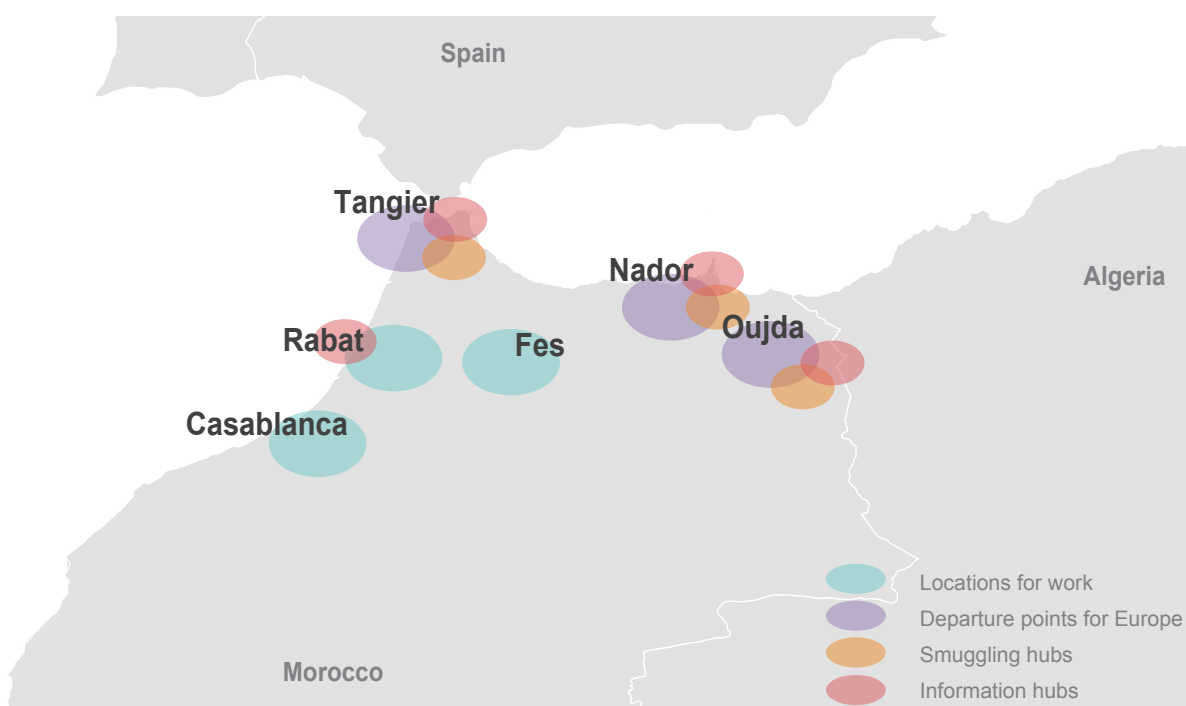 Spain
Tangier
Nador
Algeria
Oujda
Rabat
Fes
Casablanca
Locations for work
Departure points for Europe
Smuggling hubs
Morocco
Information hubs